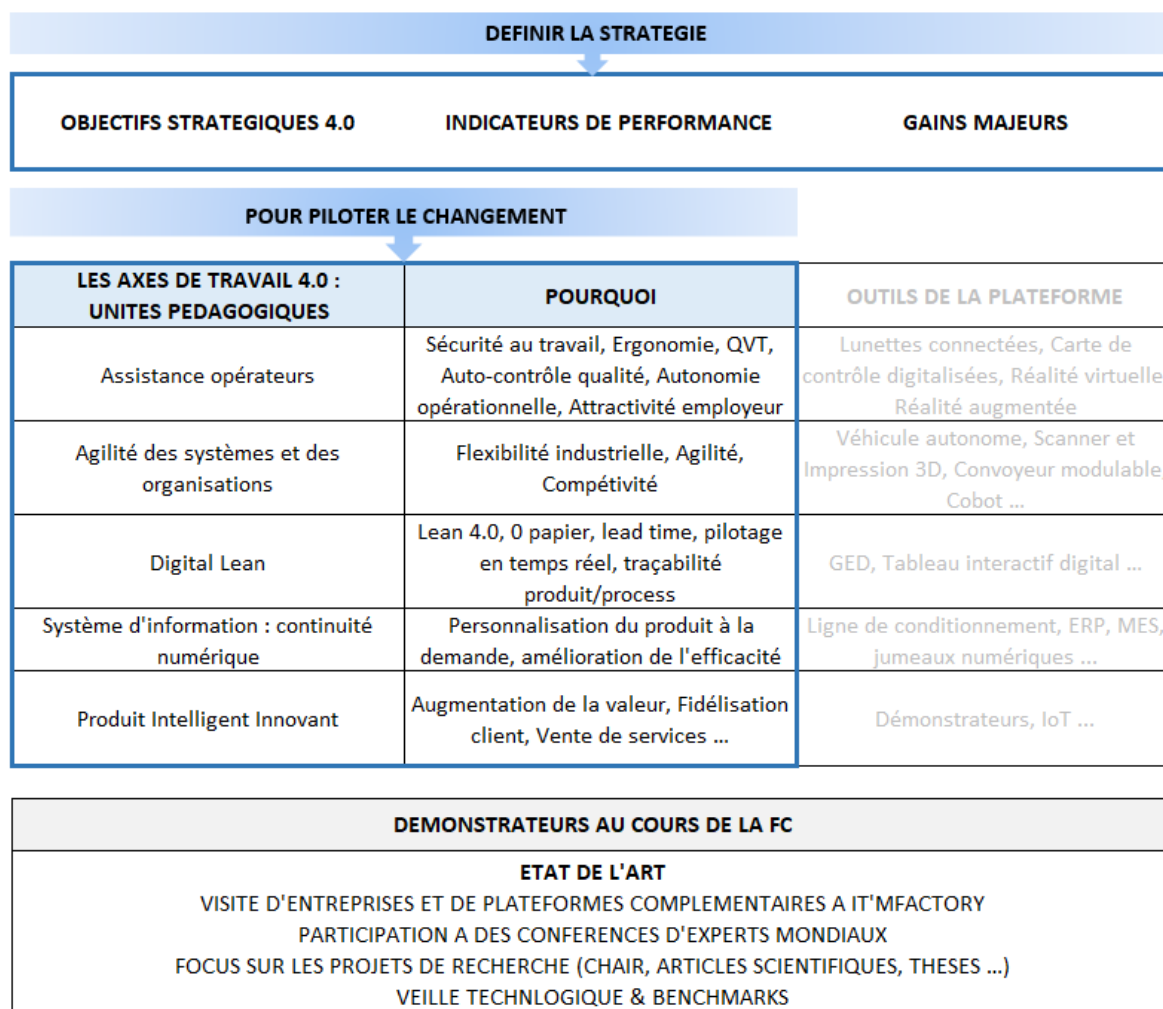 DEFINIR LA STRATEGIE
OBJECTIFS STRATEGIQUES 4.0
INDICATEURS DE PERFORMANCE
GAINS MAJEURS
POUR PILOTER LE CHANGEMENT
LES AXES DE TRAVAIL 4.0 :
UNITES PEDAGOGIQUES
POURQUOI
OUTILS DE LA PLATEFORME
Assistance opérateurs
Sécurité au travail, Ergonomie, QVT,
Auto-contrôle qualité, Autonomie
opérationnelle, Attractivité employeur
Lunettes connectées, Carte de
contrôle digitalisées, Réalité virtuelle
Réalité augmentée
Agilité des systèmes et des
organisations
Flexibilité industrielle, Agilité,
Compétivité
Véhicule autonome, Scanner et
Impression 3D, Convoyeur modulable,
Cobot ...
Digital Lean
Lean 4.0, 0 papier, lead time, pilotage
en temps réel, traçabilité
produit/process
GED, Tableau interactif digital ...
Système d'information : continuité
numérique
Personnalisation du produit à la
demande, amélioration de l'efficacité
Ligne de conditionnement, ERP, MES,
jumeaux numériques ...
Produit Intelligent Innovant
Augmentation de la valeur, Fidélisation
client, Vente de services ...
Démonstrateurs, IoT ...
DEMONSTRATEURS AU COURS DE LA FC
ETAT DE L'ART
VISITE D'ENTREPRISES ET DE PLATEFORMES COMPLEMENTAIRES A IT'MFACTORY
PARTICIPATION A DES CONFERENCES D'EXPERTS MONDIAUX
FOCUS SUR LES PROJETS DE RECHERCHE (CHAIR, ARTICLES SCIENTIFIQUES, THESES ...)
VEILLE TECHNLOGIQUE & BENCHMARKS